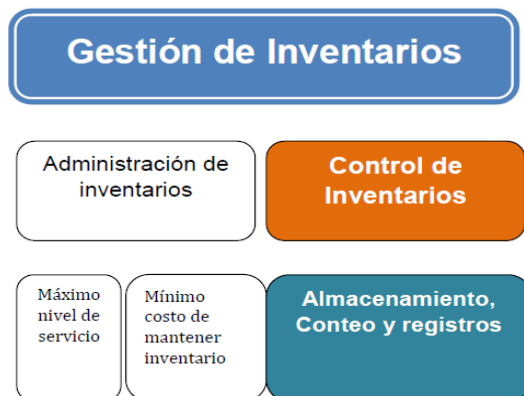 Gestión de Inventarios
Administración de
inventarios
Control de
Inventarios
Máximo
nivel de
servicio
Mínimo
costo de
mantener
inventario
Almacenamiento,
Conteo y registros